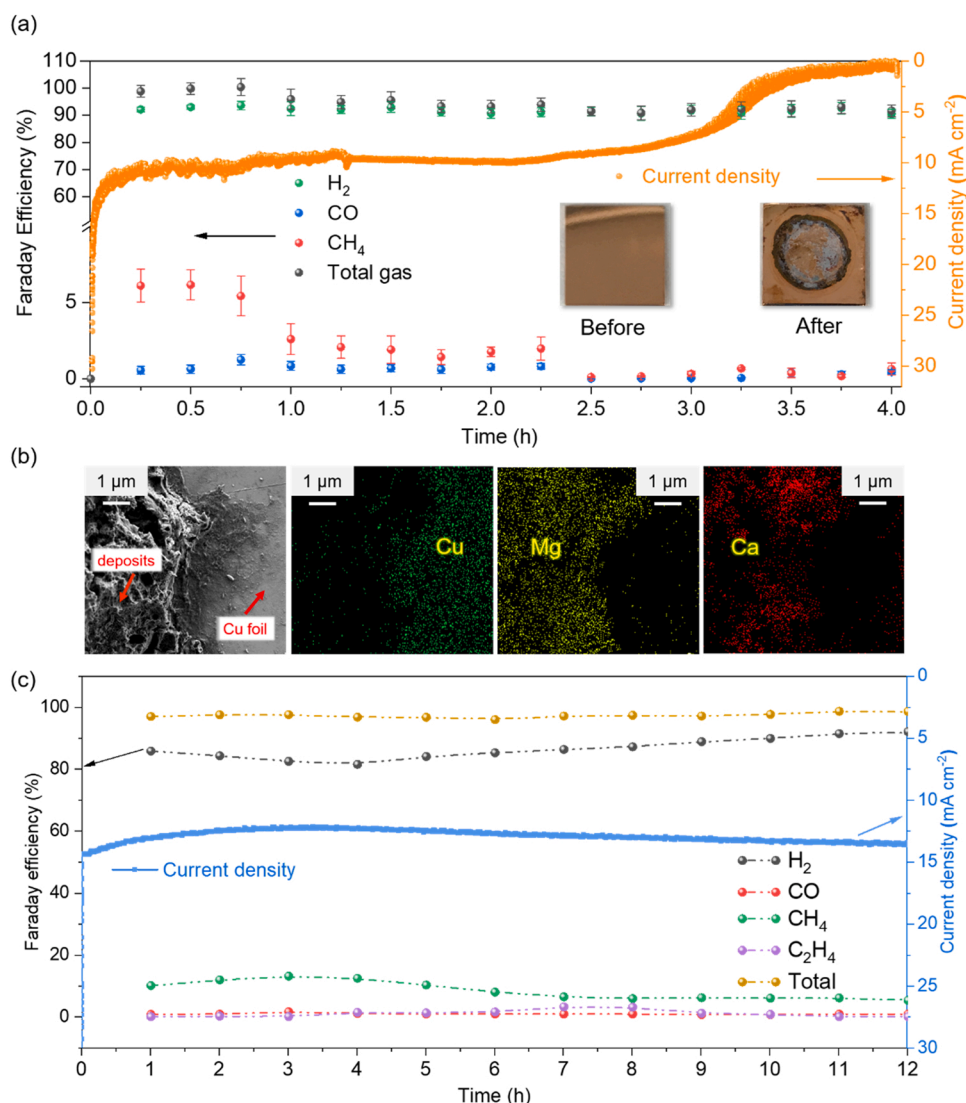 (a)
110
100
90
80
70
60
5
0
Faraday Efficiency (%)
0
5
10
15
20
25
30
Current density (mA cm⁻²)
H₂
CO
CH₄
Total gas
Current density
Before
After
0.0 0.5 1.0 1.5 2.0 2.5 3.0 3.5 4.0
Time (h)
(b)
1 μm
1 μm
1 μm
1 μm
deposits
Cu foil
Cu
Mg
Ca
(c)
100
80
60
40
20
0
Faraday efficiency (%)
0
5
10
15
20
25
30
Current density (mA cm⁻²)
Current density
H₂
CO
CH₄
C₂H₄
Total
1 2 3 4 5 6 7 8 9 10 11 12
Time (h)